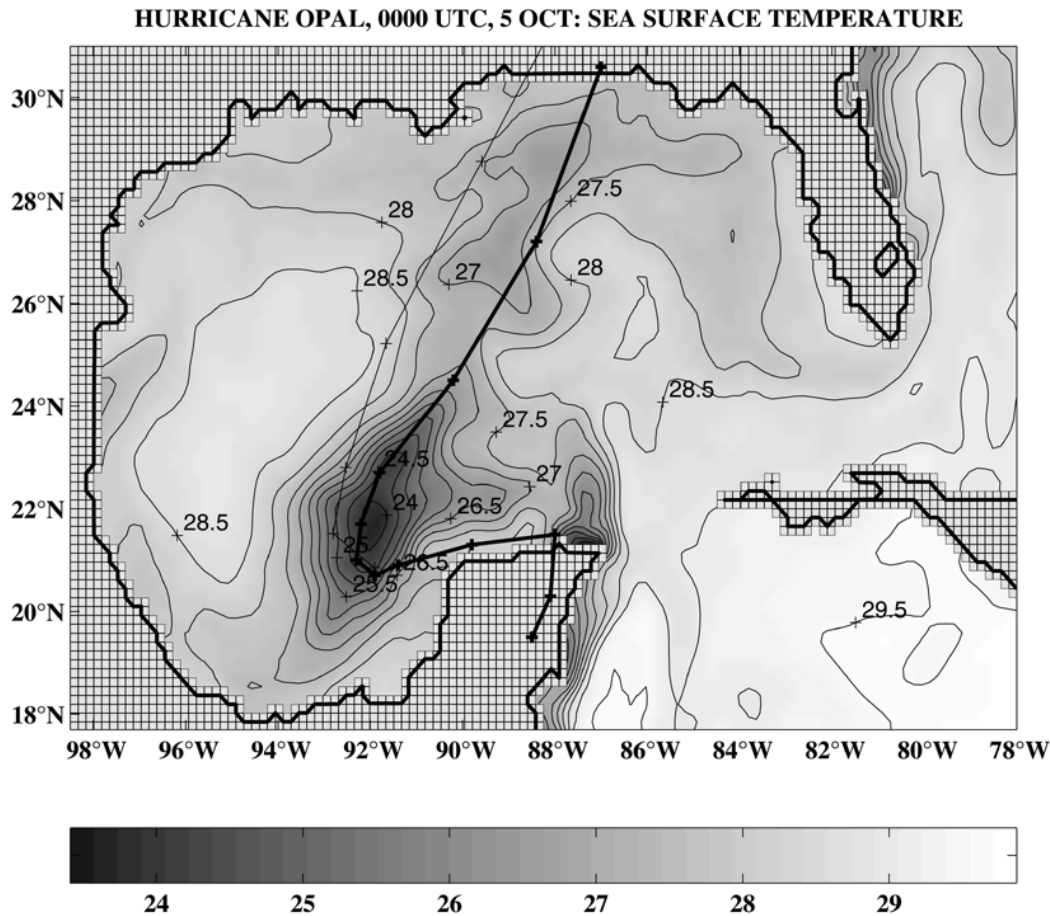 HURRICANE OPAL, 0000 UTC, 5 OCT: SEA SURFACE TEMPERATURE
30°N
28°N
27.5
28
28.5
27
28
26°N
24°N
28.5
27.5
24.5
27
24
26.5
22°N
28.5
25
26.5
25.5
20°N
29.5
18°N
98°W 96°W 94°W 92°W 90°W 88°W 86°W 84°W 82°W 80°W 78°W
24 25 26 27 28 29